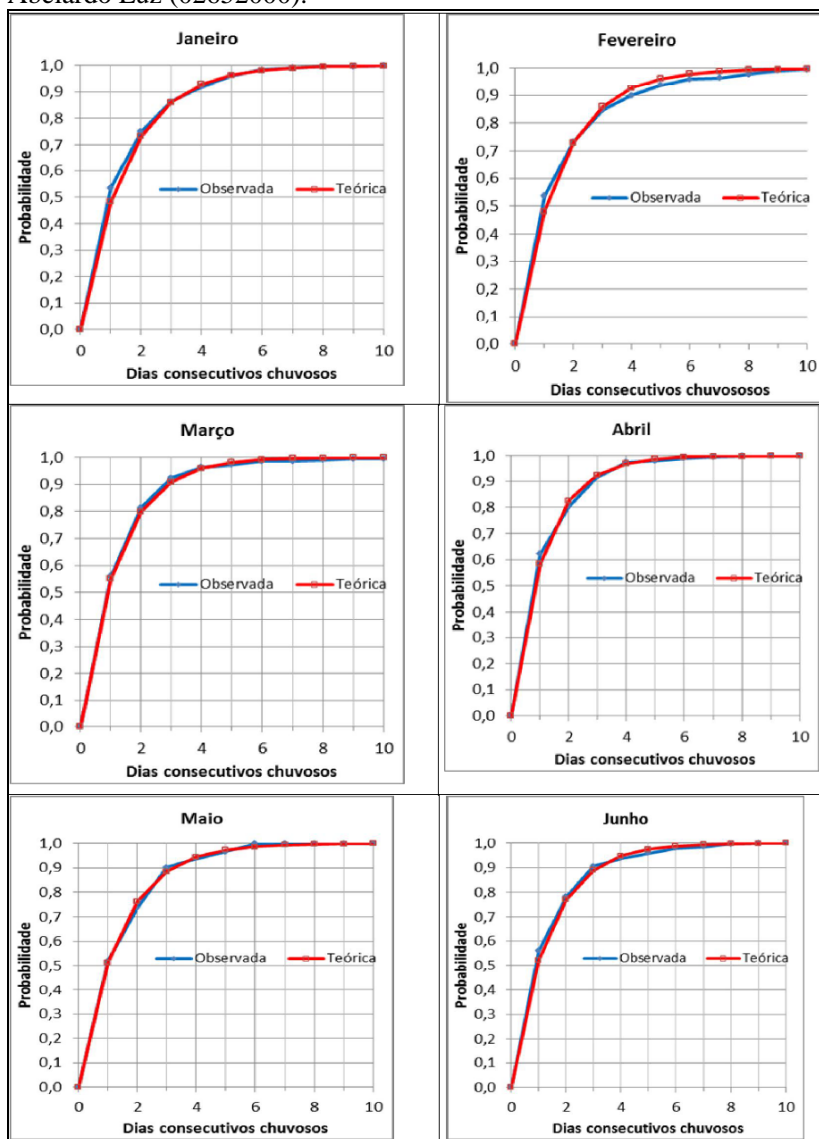 Abelardo Luz (02652000).
Janeiro
Probabilidade
1,0
0,9
0,8
0,7
0,6
0,5
0,4
0,3
0,2
0,1
0,0
Observada
Teórica
0 2 4 6 8 10
Dias consecutivos chuvosos
Fevereiro
Probabilidade
1,0
0,9
0,8
0,7
0,6
0,5
0,4
0,3
0,2
0,1
0,0
Observada
Teórica
0 2 4 6 8 10
Dias consecutivos chuvososos
Março
Probabilidade
1,0
0,9
0,8
0,7
0,6
0,5
0,4
0,3
0,2
0,1
0,0
Observada
Teórica
0 2 4 6 8 10
Dias consecutivos chuvosos
Abril
Probabilidade
1,0
0,9
0,8
0,7
0,6
0,5
0,4
0,3
0,2
0,1
0,0
Observada
Teórica
0 2 4 6 8 10
Dias consecutivos chuvosos
Maio
Probabilidade
1,0
0,9
0,8
0,7
0,6
0,5
0,4
0,3
0,2
0,1
0,0
Observada
Teórica
0 2 4 6 8 10
Dias consecutivos chuvosos
Junho
Probabilidade
1,0
0,9
0,8
0,7
0,6
0,5
0,4
0,3
0,2
0,1
0,0
Observada
Teórica
0 2 4 6 8 10
Dias consecutivos chuvosos